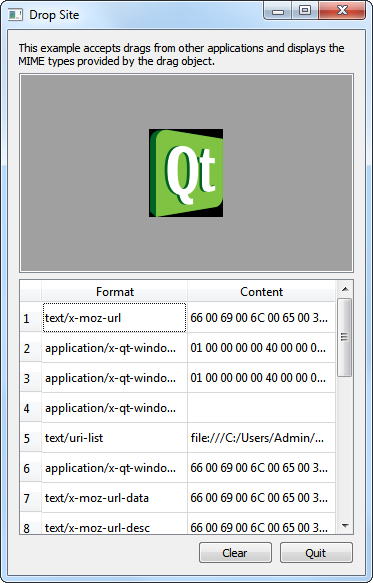 Drop Site
This example accepts drags from other applications and displays the
MIME types provided by the drag object.
Qt
Format Content
1 text/x-moz-url 66 00 69 00 6C 00 65 00 3...
2 application/x-qt-windo... 01 00 00 00 00 40 00 00 0...
3 application/x-qt-windo... 01 00 00 00 00 40 00 00 0...
4 application/x-qt-windo...
5 text/uri-list file:///C:/Users/Admin/...
6 application/x-qt-windo... 66 00 69 00 6C 00 65 00 3...
7 text/x-moz-url-data 66 00 69 00 6C 00 65 00 3...
8 text/x-moz-url-desc 66 00 69 00 6C 00 65 00 3...
Clear Quit